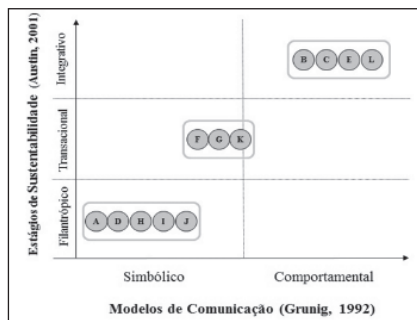 Estágios de Sustentabilidade (Austin, 2001)
Integrativo
Transacional
Filantrópico
B C E L
F G K
A D H I J
Simbólico Comportamental
Modelos de Comunicação (Grunig, 1992)